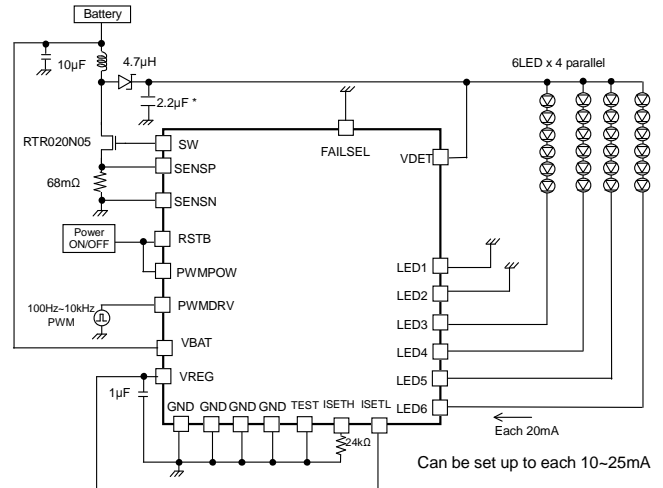 Battery
4.7µH
10µF
2.2µF *
6LED x 4 parallel
RTR020N05
68mΩ
SW
SENSP
SENSN
FAILSEL
VDET
Power
ON/OFF
RSTB
PWMPOW
100Hz~10kHz
PWM
PWMDRV
VBAT
VREG
1µF
LED1
LED2
LED3
LED4
LED5
LED6
GND GND GND GND TEST ISETH ISETL
24kΩ
Each 20mA
Can be set up to each 10~25mA